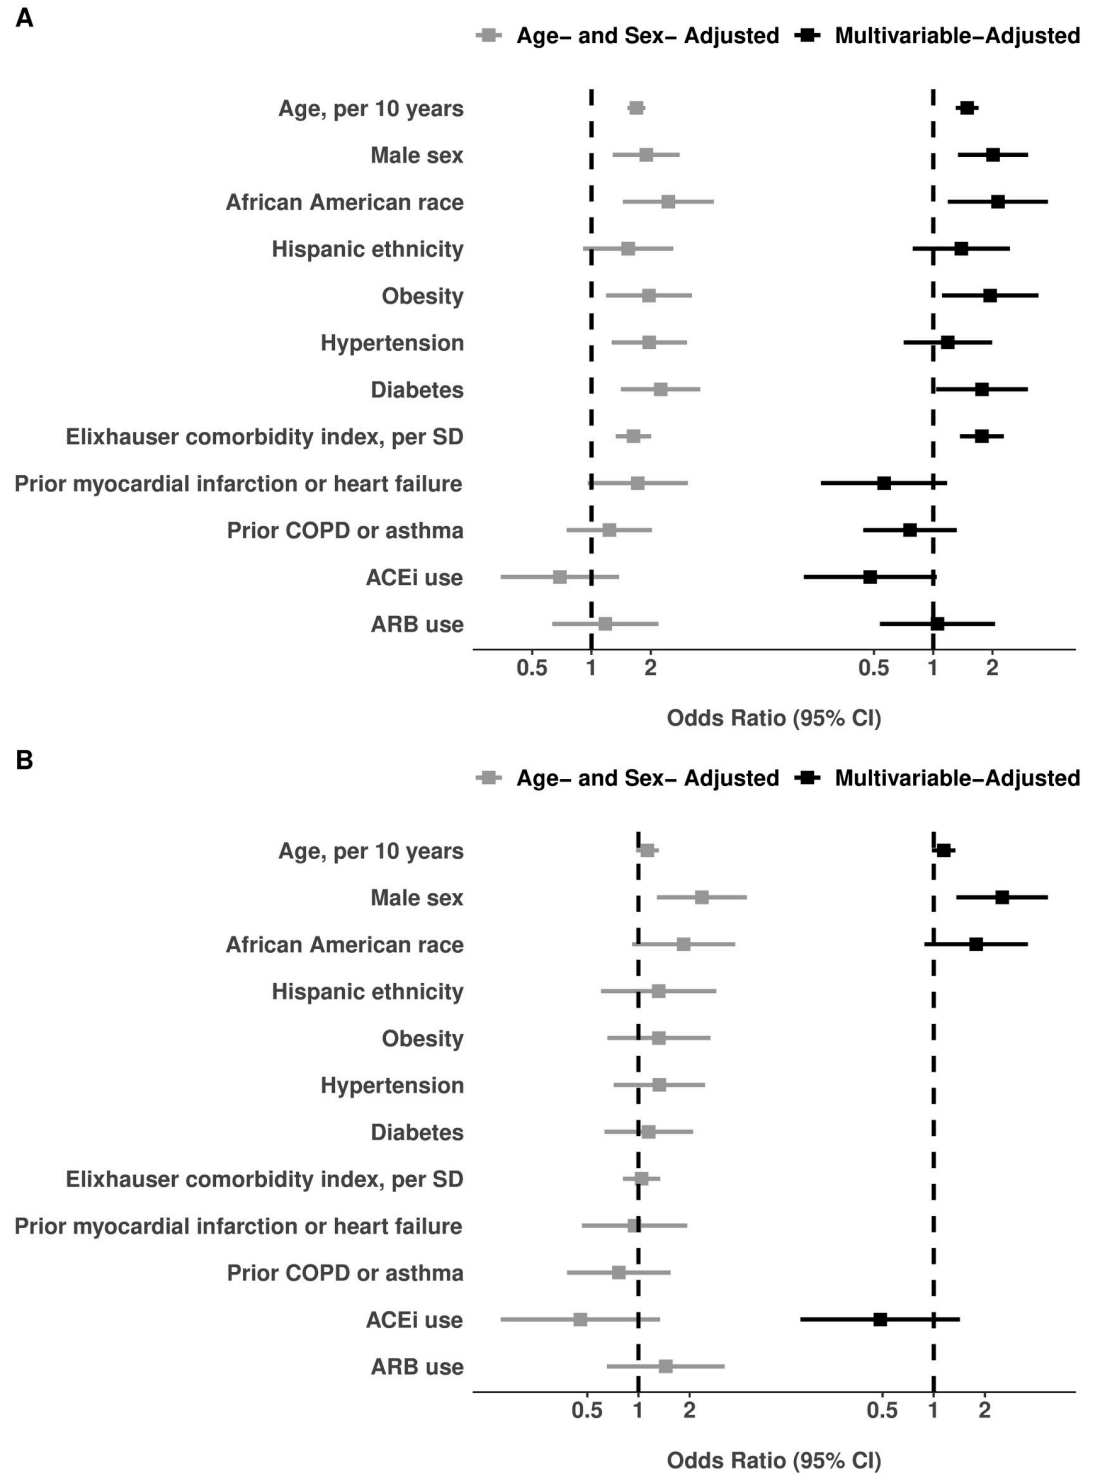 A
Age– and Sex– Adjusted Multivariable–Adjusted
Age, per 10 years
Male sex
African American race
Hispanic ethnicity
Obesity
Hypertension
Diabetes
Elixhauser comorbidity index, per SD
Prior myocardial infarction or heart failure
Prior COPD or asthma
ACEi use
ARB use
0.5 1 2 0.5 1 2
Odds Ratio (95% CI)
B
Age– and Sex– Adjusted Multivariable–Adjusted
Age, per 10 years
Male sex
African American race
Hispanic ethnicity
Obesity
Hypertension
Diabetes
Elixhauser comorbidity index, per SD
Prior myocardial infarction or heart failure
Prior COPD or asthma
ACEi use
ARB use
0.5 1 2 0.5 1 2
Odds Ratio (95% CI)